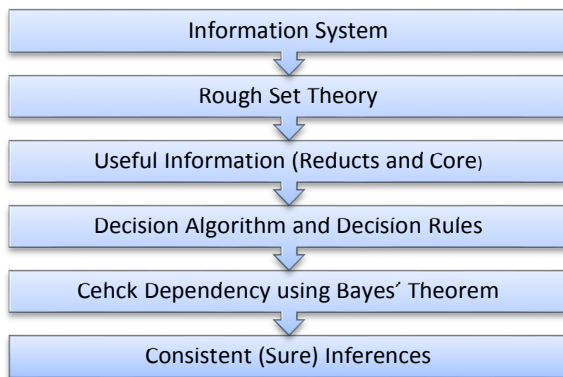 Information System
Rough Set Theory
Useful Information (Reducts and Core)
Decision Algorithm and Decision Rules
Cehck Dependency using Bayes′ Theorem
Consistent (Sure) Inferences